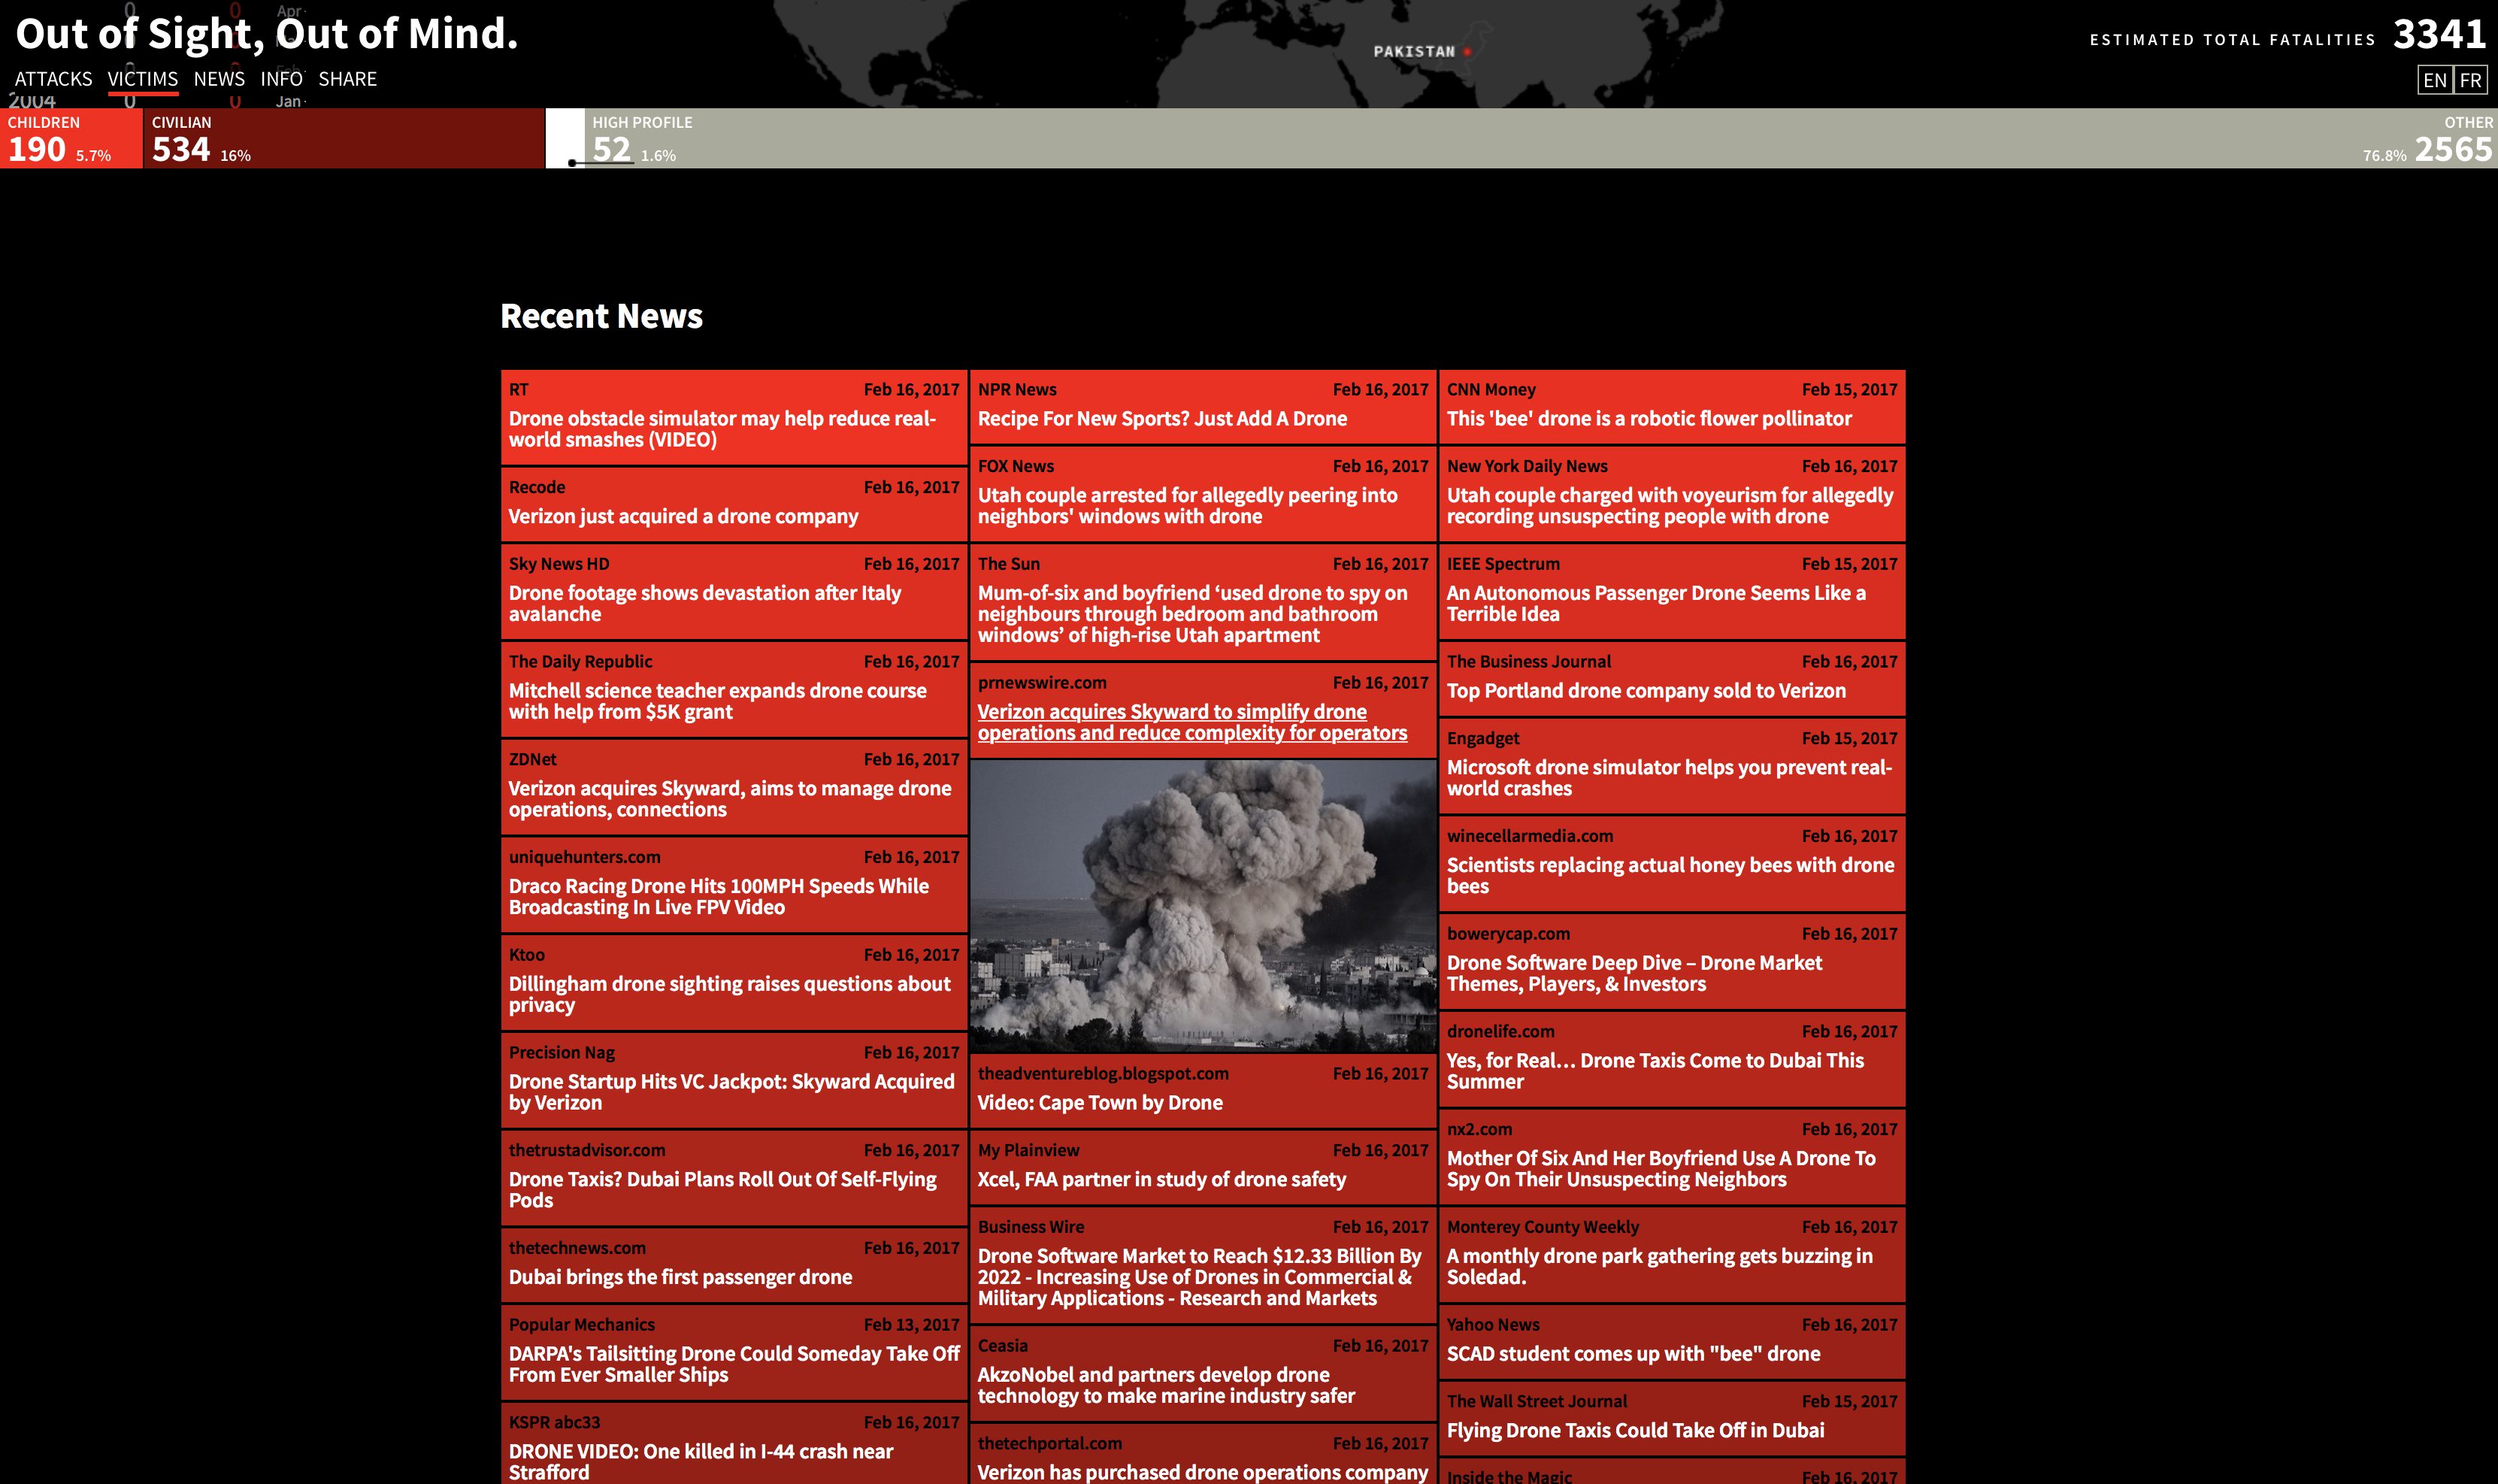 Out of Sight, Out of Mind.
ATTACKS VICTIMS NEWS INFO SHARE
0 0 Apr
2004 0 0 Jan
PAKISTAN
ESTIMATED TOTAL FATALITIES 3341
EN FR
CHILDREN
190 5.7%
CIVILIAN
534 16%
HIGH PROFILE
52 1.6%
OTHER
76.8% 2565
Recent News
RT Feb 16, 2017
Drone obstacle simulator may help reduce real-
world smashes (VIDEO)
Recode Feb 16, 2017
Verizon just acquired a drone company
Sky News HD Feb 16, 2017
Drone footage shows devastation after Italy
avalanche
The Daily Republic Feb 16, 2017
Mitchell science teacher expands drone course
with help from $5K grant
ZDNet Feb 16, 2017
Verizon acquires Skyward, aims to manage drone
operations, connections
uniquehunters.com Feb 16, 2017
Draco Racing Drone Hits 100MPH Speeds While
Broadcasting In Live FPV Video
Ktoo Feb 16, 2017
Dillingham drone sighting raises questions about
privacy
Precision Nag Feb 16, 2017
Drone Startup Hits VC Jackpot: Skyward Acquired
by Verizon
thetrustadvisor.com Feb 16, 2017
Drone Taxis? Dubai Plans Roll Out Of Self-Flying
Pods
thetechnews.com Feb 16, 2017
Dubai brings the first passenger drone
Popular Mechanics Feb 13, 2017
DARPA's Tailsitting Drone Could Someday Take Off
From Ever Smaller Ships
KSPR abc33 Feb 16, 2017
DRONE VIDEO: One killed in I-44 crash near
Strafford
NPR News Feb 16, 2017
Recipe For New Sports? Just Add A Drone
FOX News Feb 16, 2017
Utah couple arrested for allegedly peering into
neighbors' windows with drone
The Sun Feb 16, 2017
Mum-of-six and boyfriend ‘used drone to spy on
neighbours through bedroom and bathroom
windows’ of high-rise Utah apartment
prnewswire.com Feb 16, 2017
Verizon acquires Skyward to simplify drone
operations and reduce complexity for operators
theadventureblog.blogspot.com Feb 16, 2017
Video: Cape Town by Drone
My Plainview Feb 16, 2017
Xcel, FAA partner in study of drone safety
Business Wire Feb 16, 2017
Drone Software Market to Reach $12.33 Billion By
2022 - Increasing Use of Drones in Commercial &
Military Applications - Research and Markets
Ceasia Feb 16, 2017
AkzoNobel and partners develop drone
technology to make marine industry safer
thetechportal.com Feb 16, 2017
Verizon has purchased drone operations company
CNN Money Feb 15, 2017
This 'bee' drone is a robotic flower pollinator
New York Daily News Feb 16, 2017
Utah couple charged with voyeurism for allegedly
recording unsuspecting people with drone
IEEE Spectrum Feb 15, 2017
An Autonomous Passenger Drone Seems Like a
Terrible Idea
The Business Journal Feb 16, 2017
Top Portland drone company sold to Verizon
Engadget Feb 15, 2017
Microsoft drone simulator helps you prevent real-
world crashes
winecellarmedia.com Feb 16, 2017
Scientists replacing actual honey bees with drone
bees
bowerycap.com Feb 16, 2017
Drone Software Deep Dive – Drone Market
Themes, Players, & Investors
dronelife.com Feb 16, 2017
Yes, for Real… Drone Taxis Come to Dubai This
Summer
nx2.com Feb 16, 2017
Mother Of Six And Her Boyfriend Use A Drone To
Spy On Their Unsuspecting Neighbors
Monterey County Weekly Feb 16, 2017
A monthly drone park gathering gets buzzing in
Soledad.
Yahoo News Feb 16, 2017
SCAD student comes up with "bee" drone
The Wall Street Journal Feb 15, 2017
Flying Drone Taxis Could Take Off in Dubai
Inside the Magic Feb 16, 2017